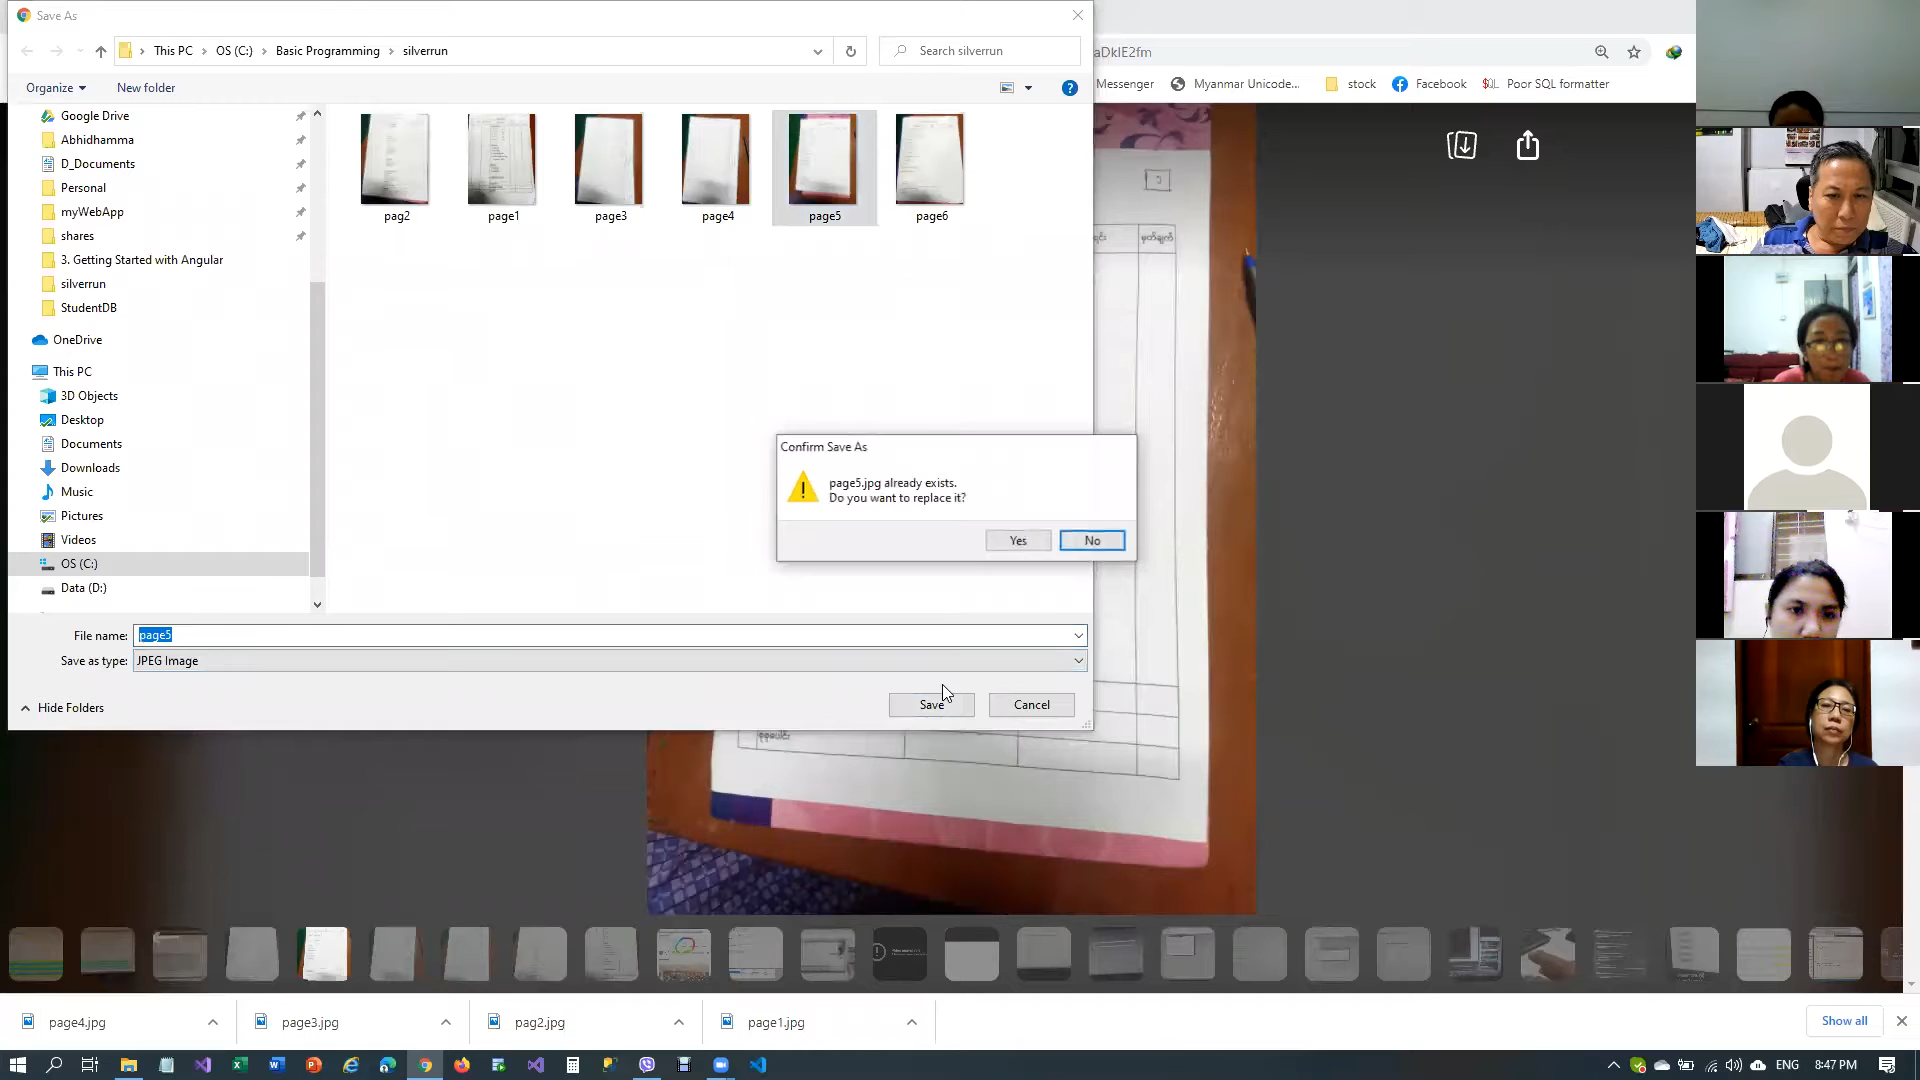 Save As
This PC
OS (C:)
Basic Programming
silverrun
Search silverrun
aDkIE2fm
Organize
New folder
Messenger
Myanmar Unicode...
stock
Facebook
Poor SQL formatter
Google Drive
Abhidhamma
D_Documents
Personal
myWebApp
shares
3. Getting Started with Angular
silverrun
StudentDB
OneDrive
This PC
3D Objects
Desktop
Documents
Downloads
Music
Pictures
Videos
OS (C:)
Data (D:)
pag2
page1
page3
page4
page5
page6
မှတ်ချက်
Confirm Save As
page5.jpg already exists.
Do you want to replace it?
Yes
No
File name:
page5
Save as type:
JPEG Image
Hide Folders
Save
Cancel
page4.jpg
page3.jpg
pag2.jpg
page1.jpg
Show all
ENG
8:47 PM